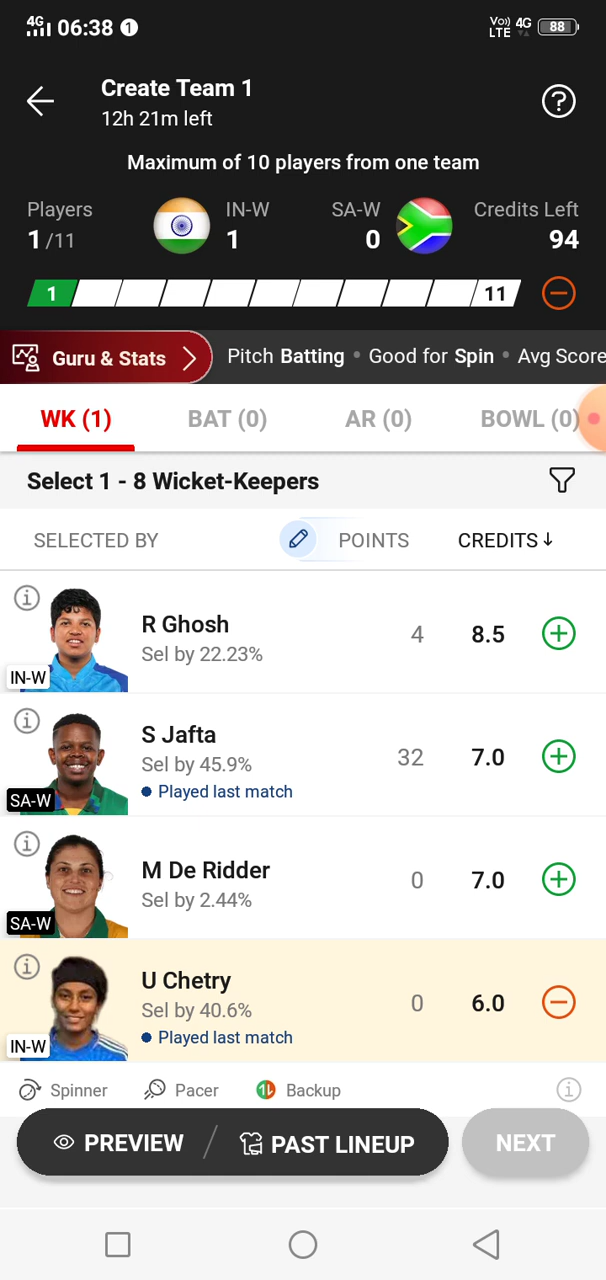 4G 06:38 1 Vo)) LTE 4G 88
Create Team 1
12h 21m left
?
Maximum of 10 players from one team
Players IN-W SA-W Credits Left
1/11 1 0 94
1 11
Guru & Stats Pitch Batting • Good for Spin • Avg Score
WK (1) BAT (0) AR (0) BOWL (0)
Select 1 - 8 Wicket-Keepers
SELECTED BY POINTS CREDITS↓
R Ghosh
Sel by 22.23%
4 8.5
IN-W
S Jafta
Sel by 45.9%
Played last match
32 7.0
SA-W
M De Ridder
Sel by 2.44%
0 7.0
SA-W
U Chetry
Sel by 40.6%
Played last match
0 6.0
IN-W
Spinner Pacer Backup
PREVIEW / PAST LINEUP NEXT